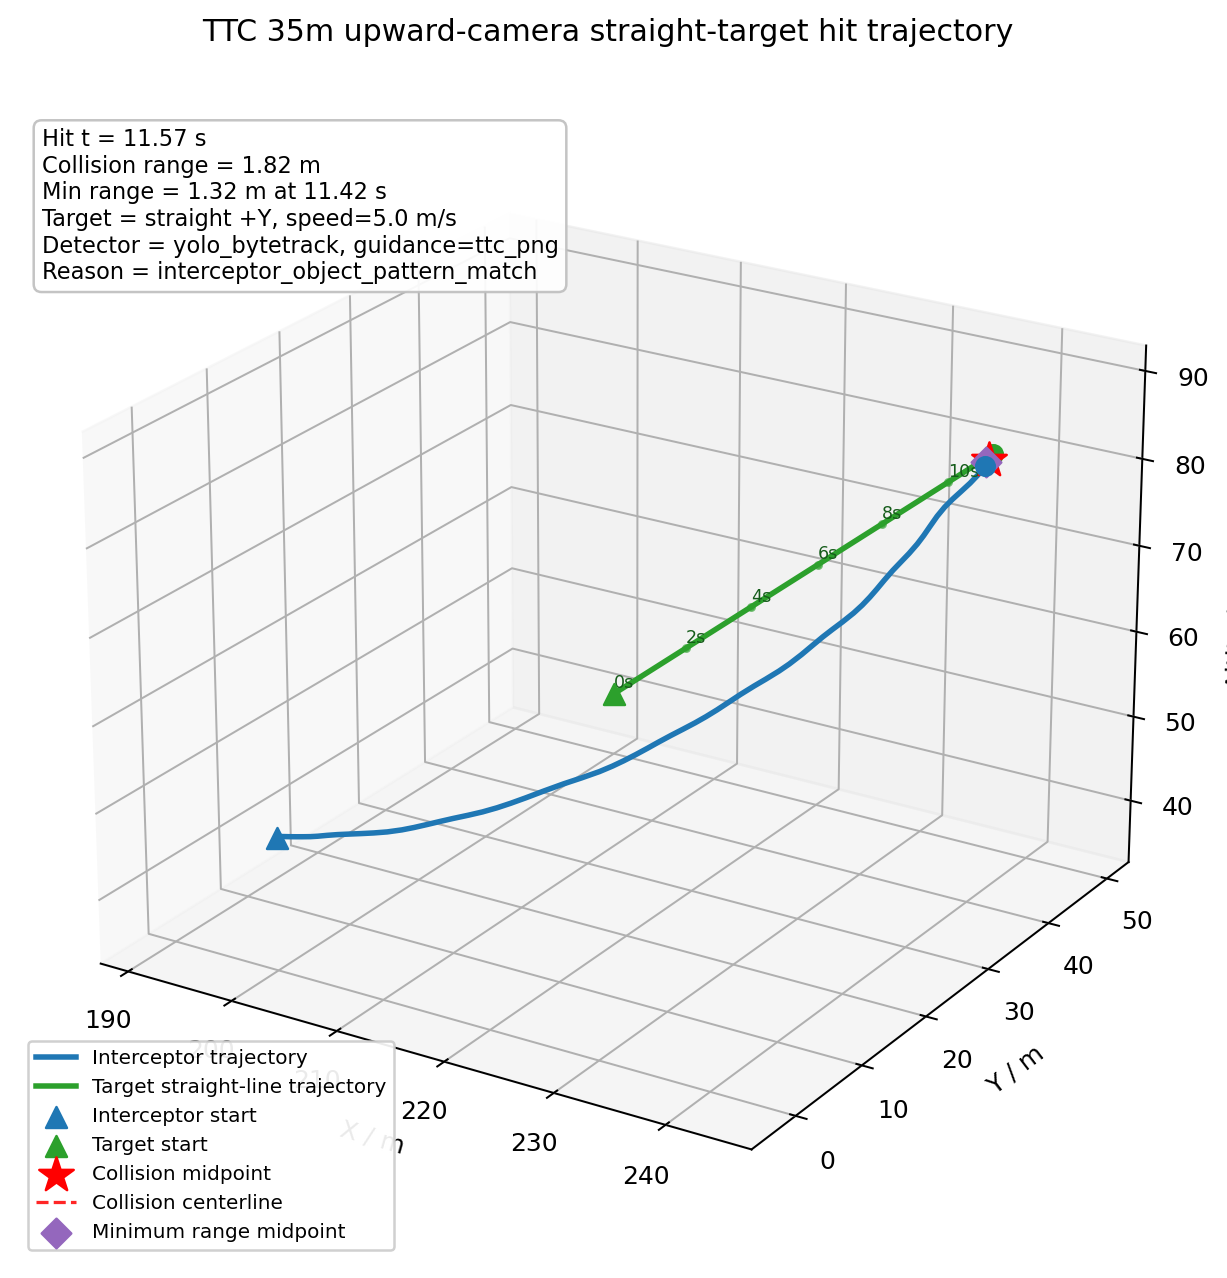 TTC 35m upward-camera straight-target hit trajectory
Hit t = 11.57 s
Collision range = 1.82 m
Min range = 1.32 m at 11.42 s
Target = straight +Y, speed=5.0 m/s
Detector = yolo_bytetrack, guidance=ttc_png
Reason = interceptor_object_pattern_match
90
80
70
60
50
40
10s
8s
6s
4s
2s
0s
50
40
30
20
10
0
Y / m
190
200
210
220
230
240
X / m
Interceptor trajectory
Target straight-line trajectory
Interceptor start
Target start
Collision midpoint
Collision centerline
Minimum range midpoint